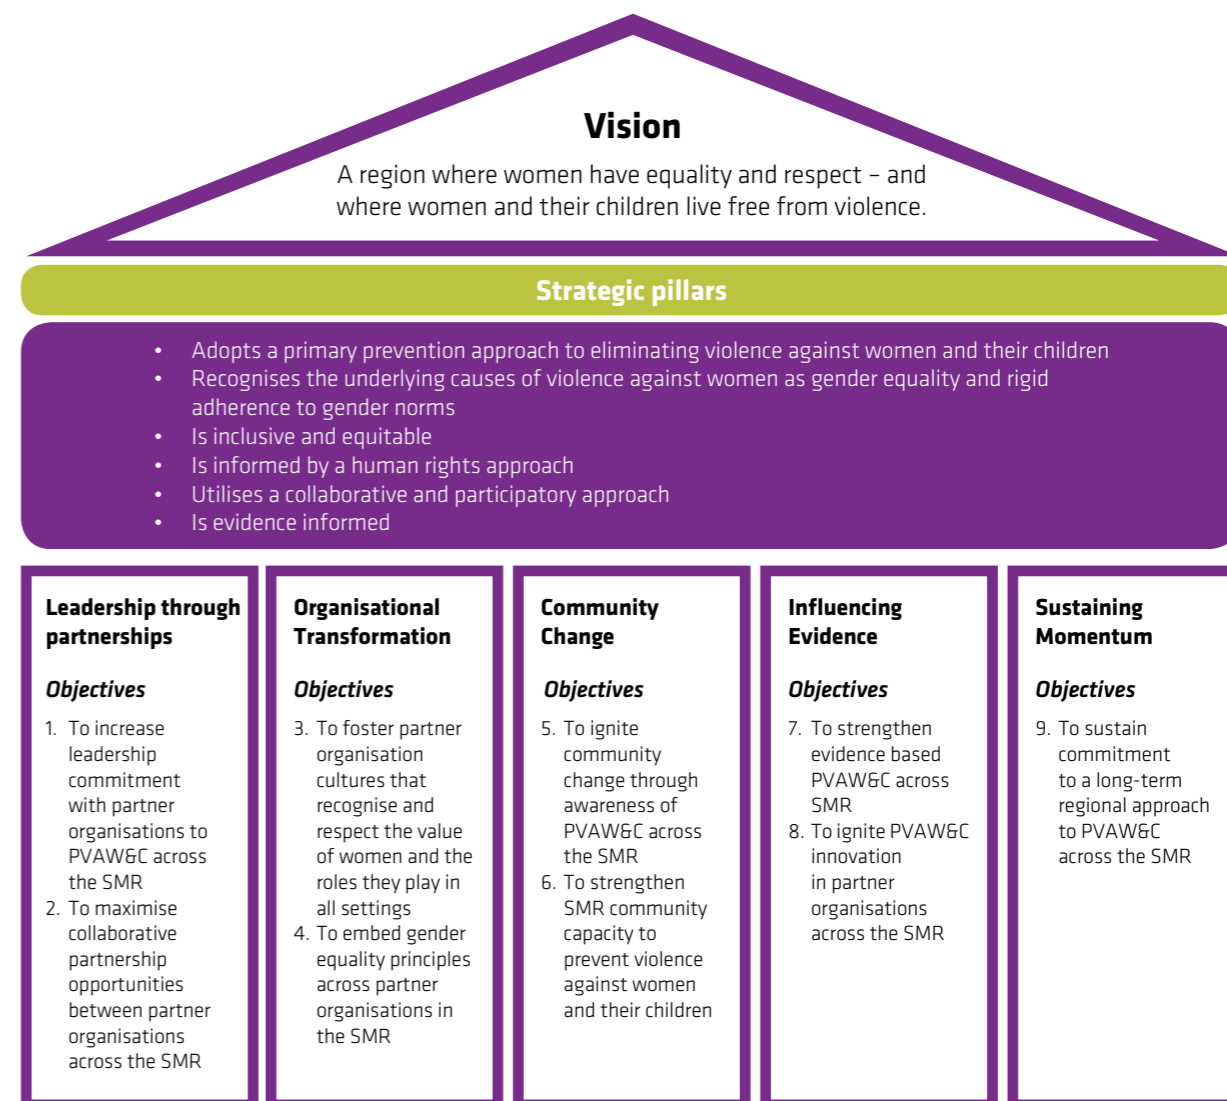 Vision
A region where women have equality and respect – and
where women and their children live free from violence.
Strategic pillars
• Adopts a primary prevention approach to eliminating violence against women and their children
• Recognises the underlying causes of violence against women as gender equality and rigid
adherence to gender norms
• Is inclusive and equitable
• Is informed by a human rights approach
• Utilises a collaborative and participatory approach
• Is evidence informed
Leadership through
partnerships
Objectives
1. To increase
leadership
commitment
with partner
organisations to
PVAW&C across
the SMR
2. To maximise
collaborative
partnership
opportunities
between partner
organisations
across the SMR
Organisational
Transformation
Objectives
3. To foster partner
organisation
cultures that
recognise and
respect the value
of women and the
roles they play in
all settings
4. To embed gender
equality principles
across partner
organisations in
the SMR
Community
Change
Objectives
5. To ignite
community
change through
awareness of
PVAW&C across
the SMR
6. To strengthen
SMR community
capacity to
prevent violence
against women
and their children
Influencing
Evidence
Objectives
7. To strengthen
evidence based
PVAW&C across
SMR
8. To ignite PVAW&C
innovation
in partner
organisations
across the SMR
Sustaining
Momentum
Objectives
9. To sustain
commitment
to a long-term
regional approach
to PVAW&C
across the SMR